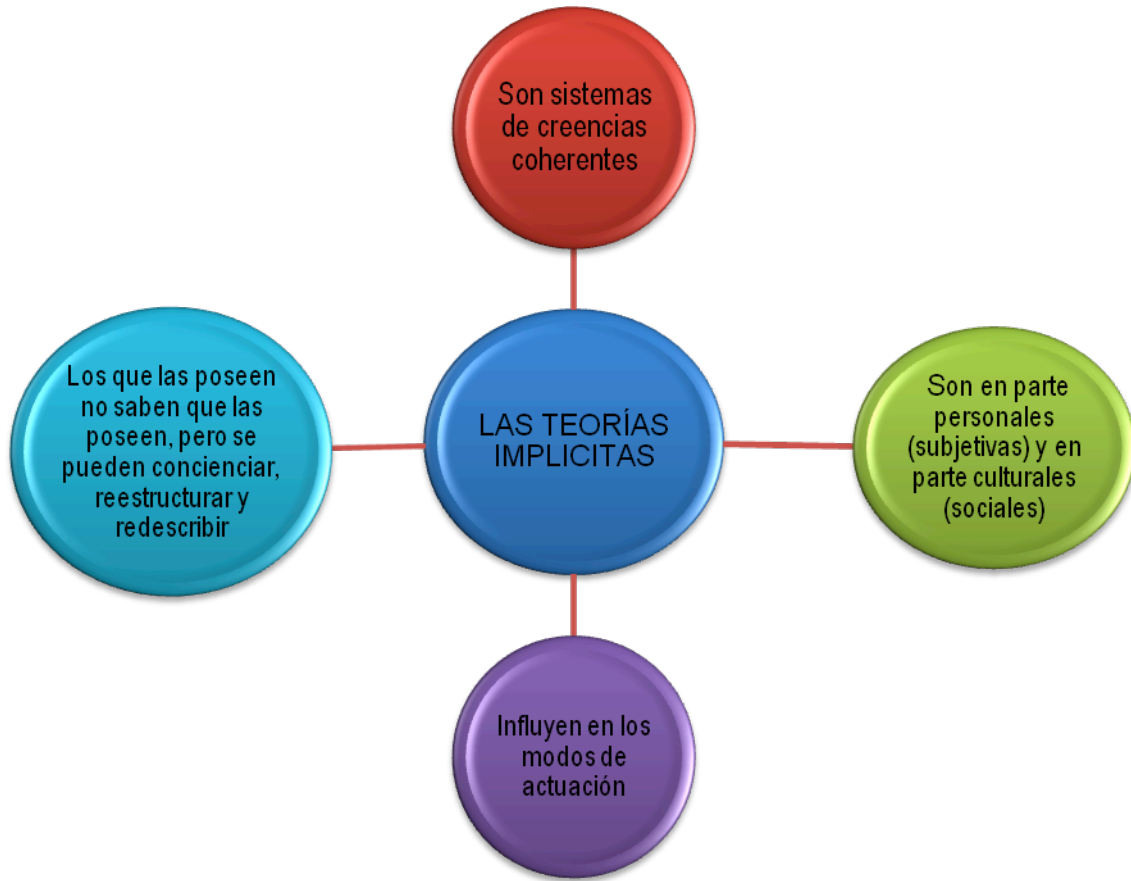 Son sistemas
de creencias
coherentes
Los que las poseen
no saben que las
poseen, pero se
pueden concienciar,
reestructurar y
redescribir
LAS TEORÍAS
IMPLICITAS
Son en parte
personales
(subjetivas) y en
parte culturales
(sociales)
Influyen en los
modos de
actuación